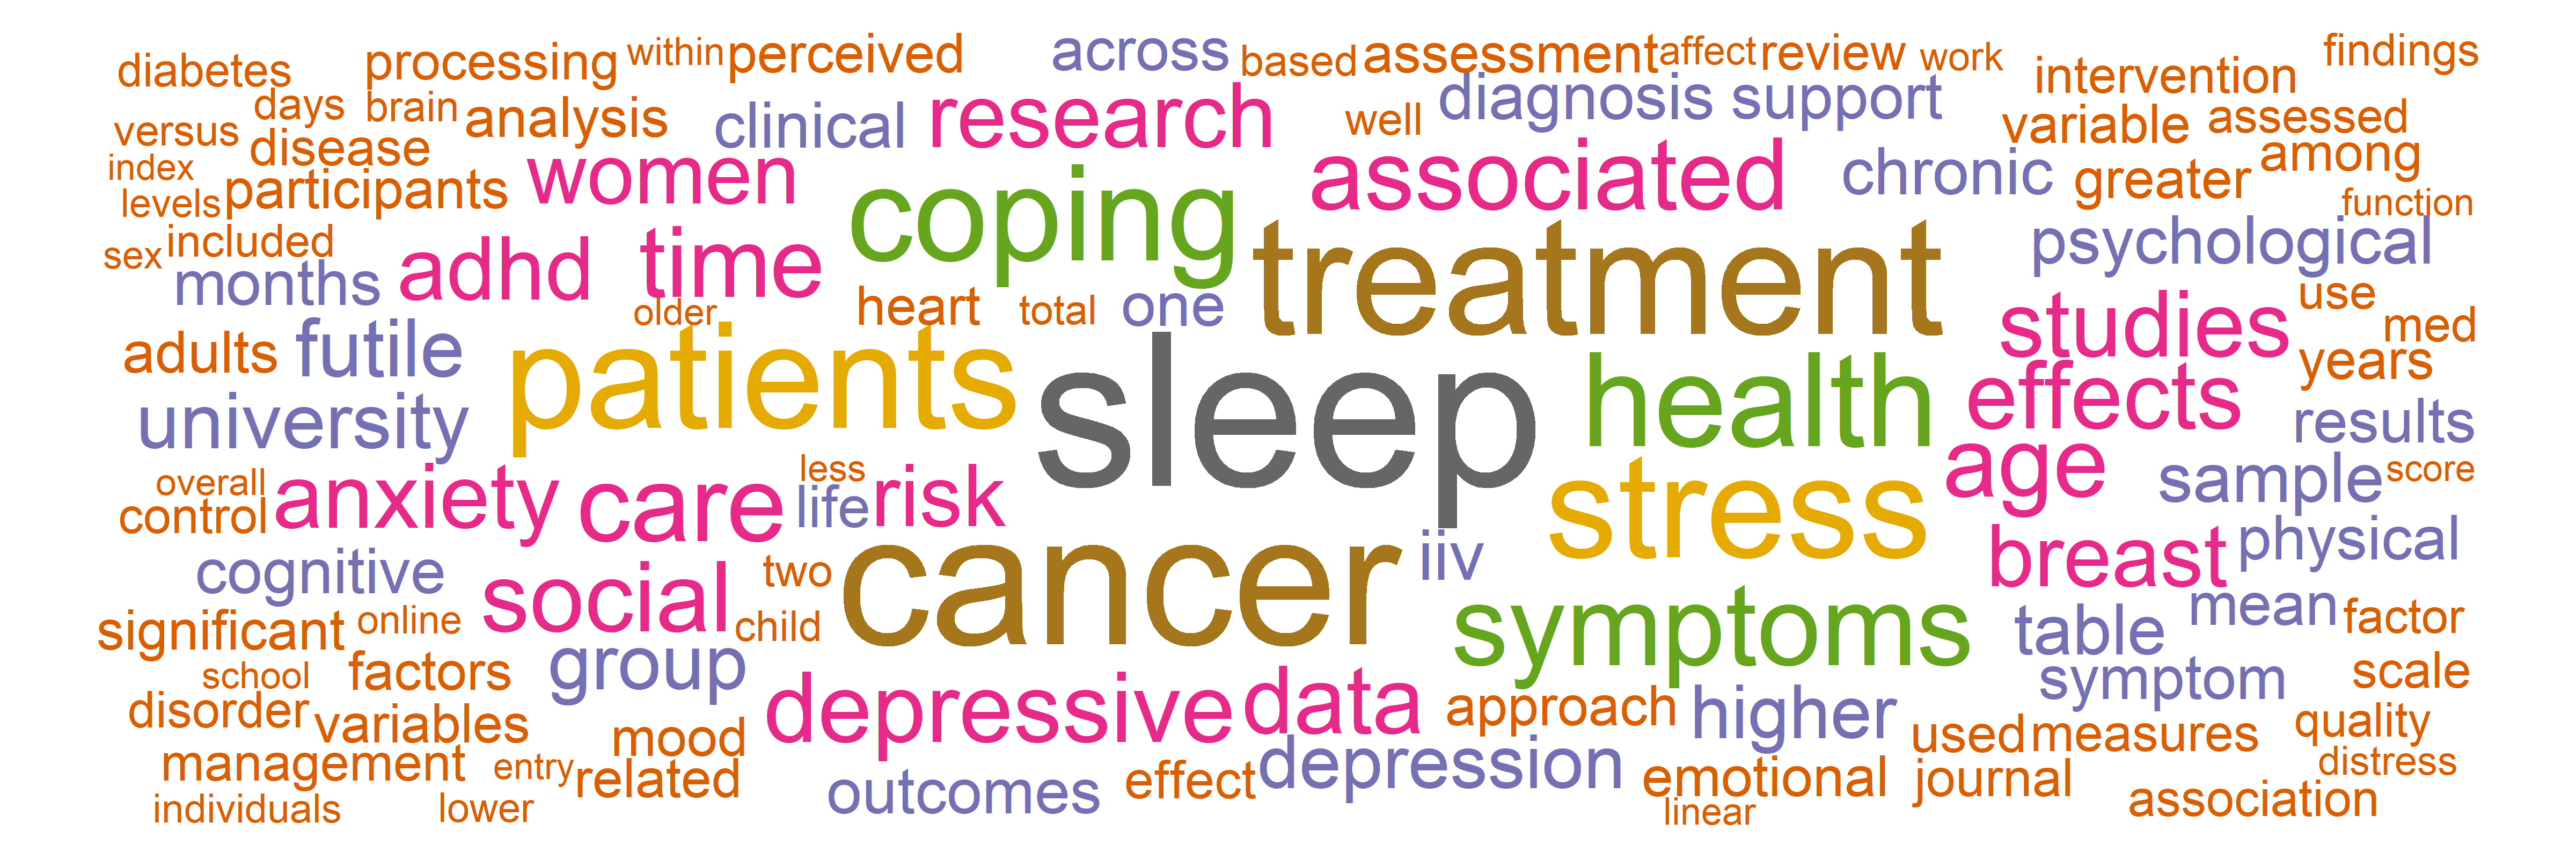 diabetes
processing
within
perceived
across
based
assessment
affect
review
work
findings
intervention
days
brain
analysis
clinical
research
well
diagnosis
support
variable
assessed
versus
disease
women
coping
associated
chronic
greater
among
index
participants
levels
function
sex
included
months
adhd
time
treatment
psychological
older
heart
total
one
studies
use
med
adults
futile
patients
sleep
health
effects
years
university
results
overall
control
anxiety
care
less
life
risk
stress
age
sample
score
cognitive
two
cancer
iiv
breast
physical
significant
online
social
child
symptoms
table
mean
factor
school
factors
group
symptom
scale
disorder
variables
mood
depressive
data
approach
higher
used
measures
quality
management
entry
related
outcomes
effect
depression
emotional
journal
distress
individuals
lower
linear
association